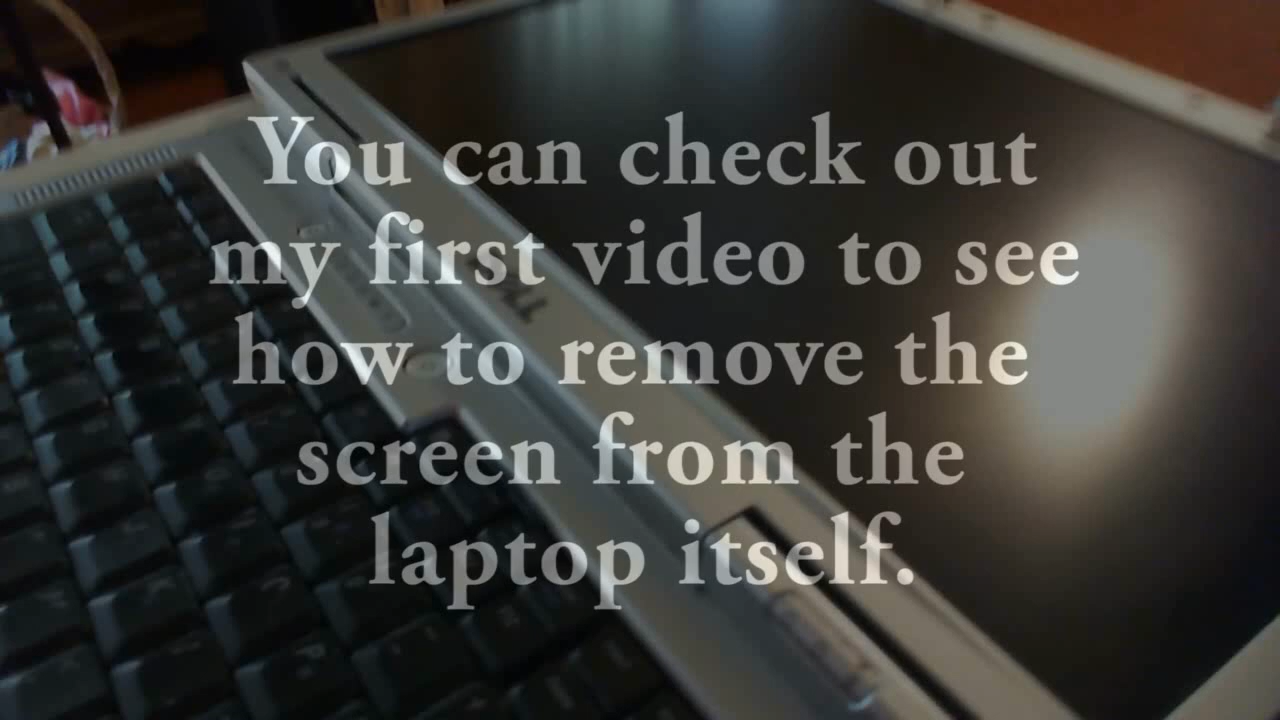 You can check out
my first video to see
how to remove the
screen from the
laptop itself.